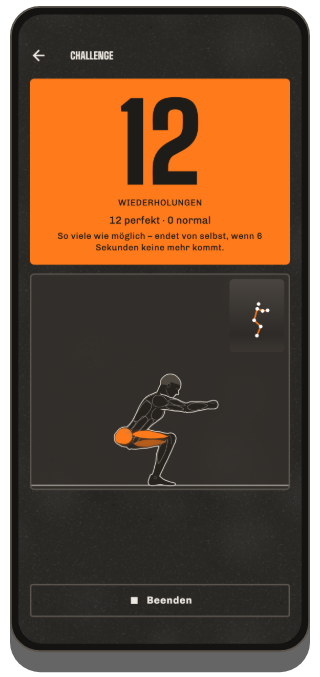 CHALLENGE
12
WIEDERHOLUNGEN
12 perfekt · 0 normal
So viele wie möglich – endet von selbst, wenn 6
Sekunden keine mehr kommt.
Beenden